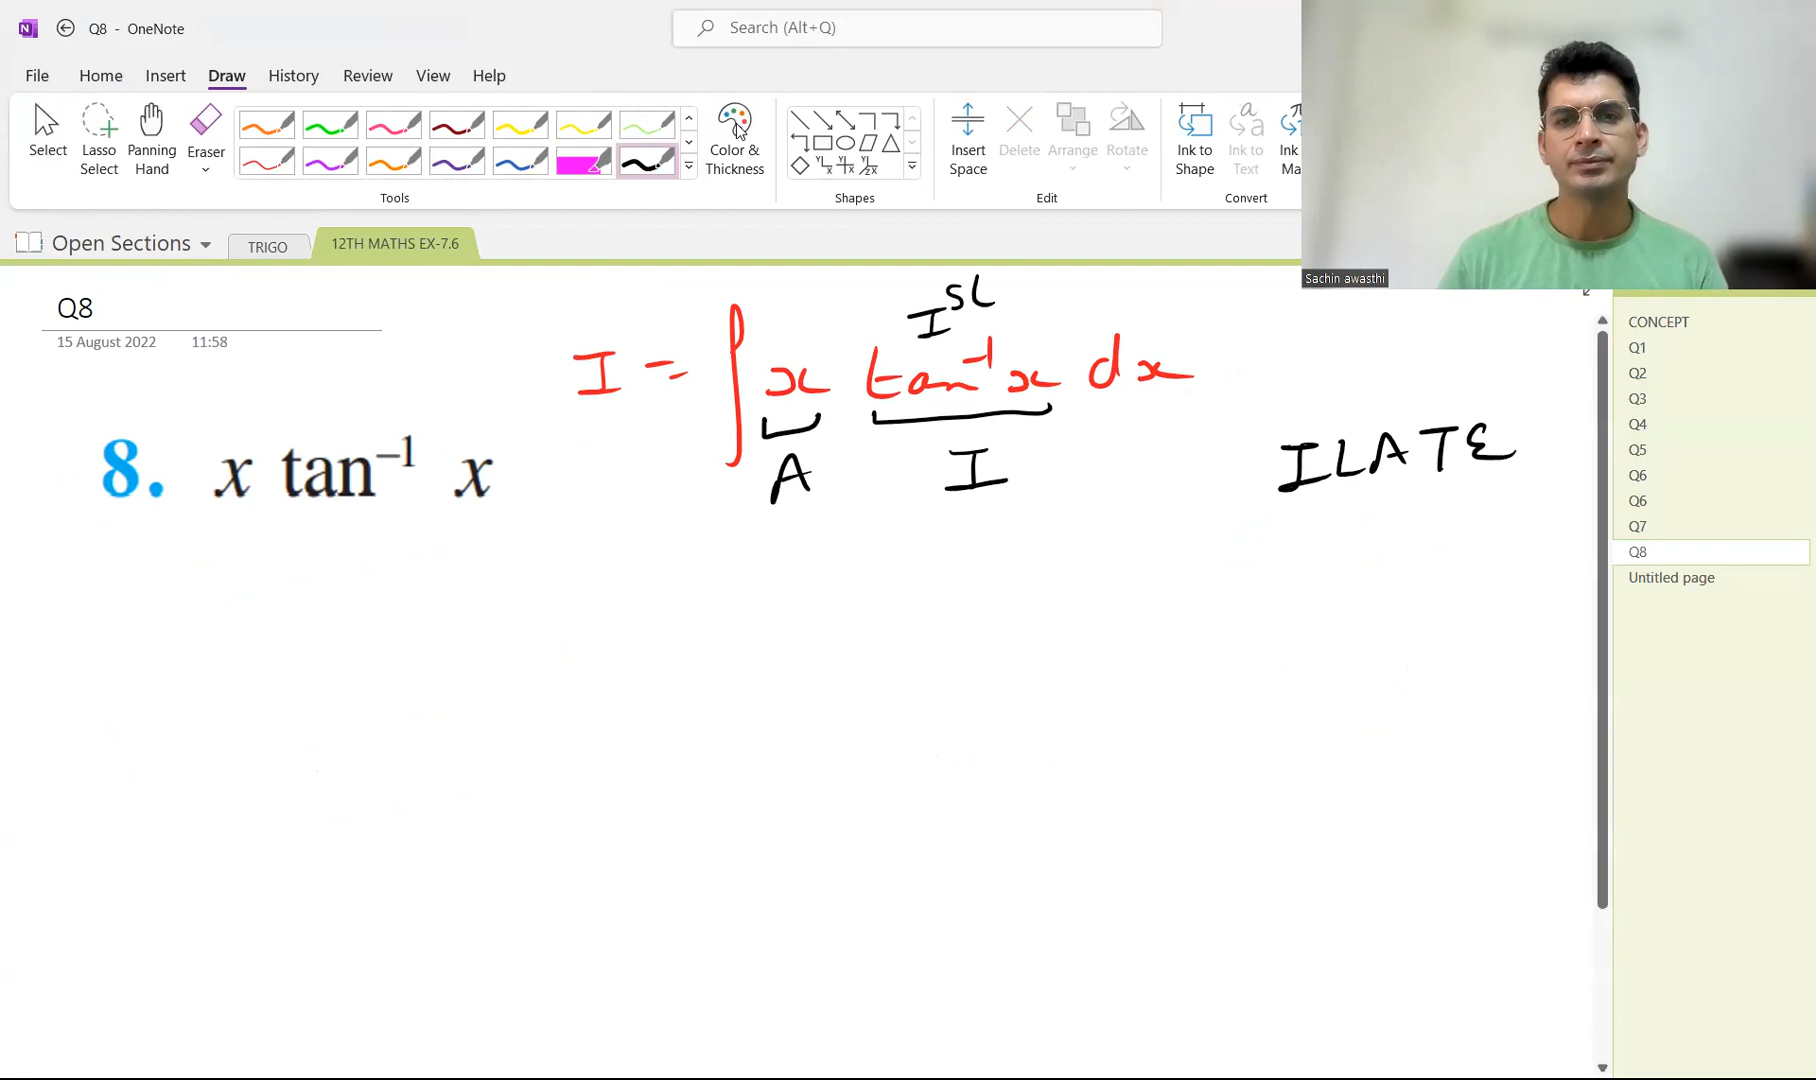 Q8 - OneNote
Search (Alt+Q)
File Home Insert Draw History Review View Help
Select
Lasso Select
Panning Hand
Eraser
Color & Thickness
Insert Space
Delete
Arrange
Rotate
Ink to Shape
Ink to Text
Ink Ma
Tools
Shapes
Edit
Convert
Sachin awasthi
Open Sections
TRIGO
12TH MATHS EX-7.6
Q8
15 August 2022 11:58
I = ∫ x tan⁻¹ x dx
A
I
ILATE
8. x tan⁻¹ x
CONCEPT
Q1
Q2
Q3
Q4
Q5
Q6
Q6
Q7
Q8
Untitled page